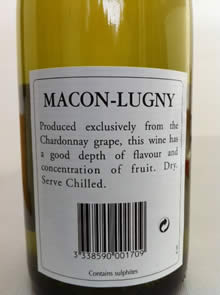 MACON-LUGNY
Produced exclusively from the
Chardonnay grape, this wine has
a good depth of flavour and
concentration of fruit. Dry.
Serve Chilled.
3 338590 001709
Contains sulphites